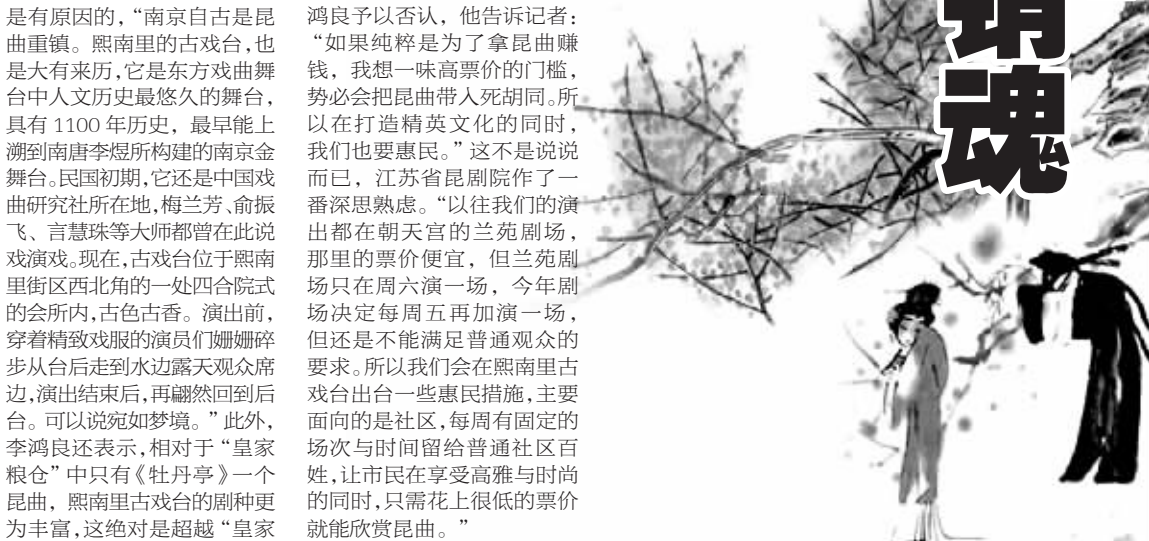 是有原因的，“南京自古是昆
曲重镇。熙南里的古戏台，也
是大有来历，它是东方戏曲舞
台中人文历史最悠久的舞台，
具有1100年历史，最早能上
溯到南唐李煜所构建的南京金
舞台。民国初期，它还是中国戏
曲研究社所在地，梅兰芳、俞振
飞、言慧珠等大师都曾在此说
戏演戏。现在，古戏台位于熙南
里街区西北角的一处四合院式
的会所内，古色古香。演出前，
穿着精致戏服的演员们姗姗碎
步从台后走到水边露天观众席
边，演出结束后，再翩然回到后
台。可以说宛如梦境。”此外，
李鸿良还表示，相对于“皇家
粮仓”中只有《牡丹亭》一个
昆曲，熙南里古戏台的剧种更
为丰富，这绝对是超越“皇家
鸿良予以否认，他告诉记者：
“如果纯粹是为了拿昆曲赚
钱，我想一味高票价的门槛，
势必会把昆曲带入死胡同。所
以在打造精英文化的同时，
我们也要惠民。”这不是说说
而已，江苏省昆剧院作了一
番深思熟虑。“以往我们的演
出都在朝天宫的兰苑剧场，
那里的票价便宜，但兰苑剧
场只在周六演一场，今年剧
场决定每周五再加演一场，
但还是不能满足普通观众的
要求。所以我们会在熙南里古
戏台出台一些惠民措施，主要
面向的是社区，每周有固定的
场次与时间留给普通社区百
姓，让市民在享受高雅与时尚
的同时，只需花上很低的票价
就能欣赏昆曲。”
魂